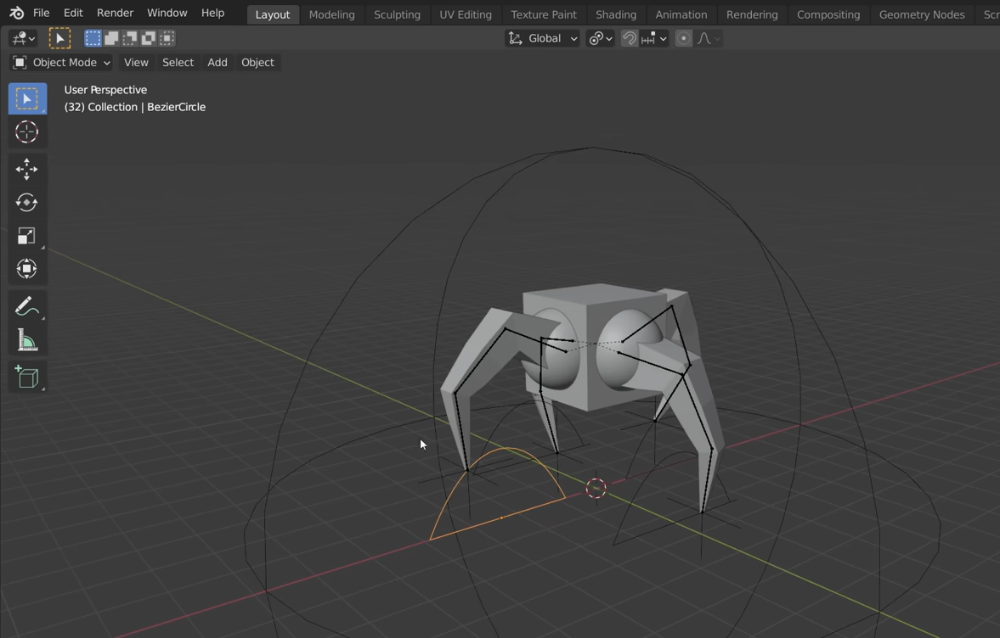 File Edit Render Window Help Layout Modeling Sculpting UV Editing Texture Paint Shading Animation Rendering Compositing Geometry Nodes Scr
Global
Object Mode View Select Add Object
User Perspective
(32) Collection | BezierCircle